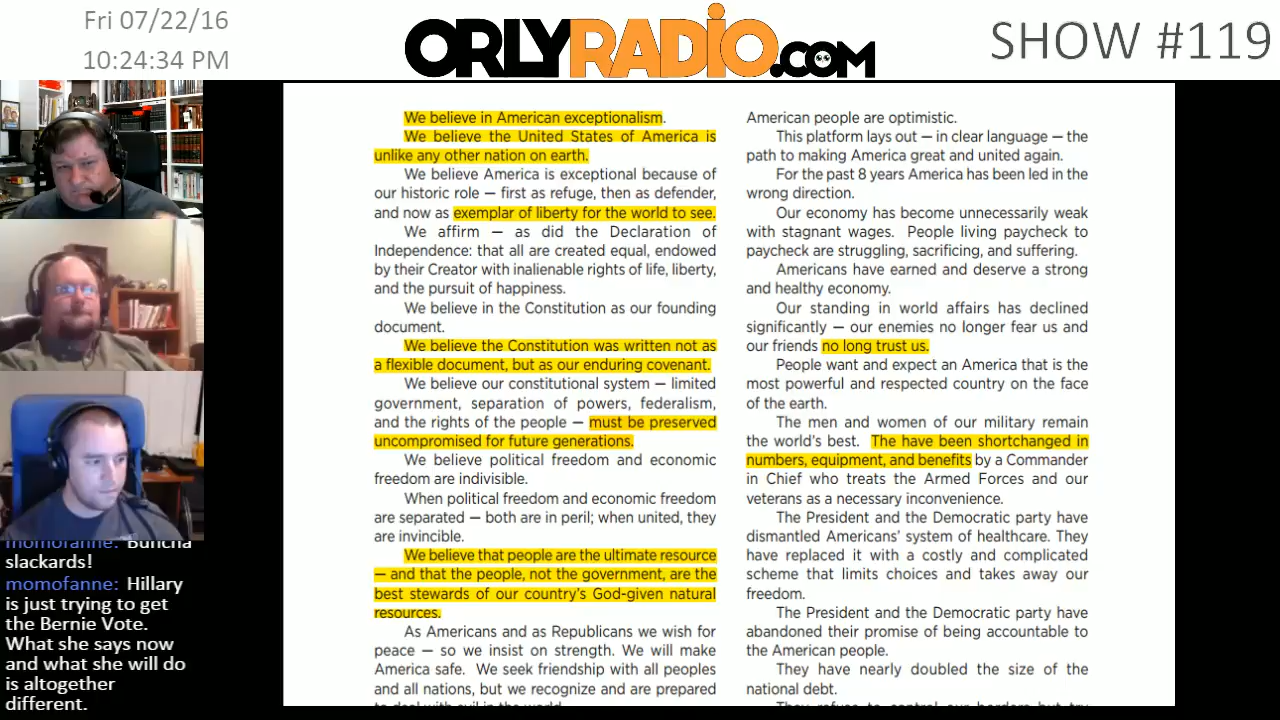 Fri 07/22/16
10:24:34 PM
ORLYRADIO.COM
SHOW #119
We believe in American exceptionalism.
We believe the United States of America is
unlike any other nation on earth.
We believe America is exceptional because of
our historic role — first as refuge, then as defender,
and now as exemplar of liberty for the world to see.
We affirm — as did the Declaration of
Independence: that all are created equal, endowed
by their Creator with inalienable rights of life, liberty,
and the pursuit of happiness.
We believe in the Constitution as our founding
document.
We believe the Constitution was written not as
a flexible document, but as our enduring covenant.
We believe our constitutional system — limited
government, separation of powers, federalism,
and the rights of the people — must be preserved
uncompromised for future generations.
We believe political freedom and economic
freedom are indivisible.
When political freedom and economic freedom
are separated — both are in peril; when united, they
are invincible.
We believe that people are the ultimate resource
— and that the people, not the government, are the
best stewards of our country's God-given natural
resources.
As Americans and as Republicans we wish for
peace — so we insist on strength. We will make
America safe. We seek friendship with all peoples
and all nations, but we recognize and are prepared
to deal with evil in the world.
American people are optimistic.
This platform lays out — in clear language — the
path to making America great and united again.
For the past 8 years America has been led in the
wrong direction.
Our economy has become unnecessarily weak
with stagnant wages. People living paycheck to
paycheck are struggling, sacrificing, and suffering.
Americans have earned and deserve a strong
and healthy economy.
Our standing in world affairs has declined
significantly — our enemies no longer fear us and
our friends no long trust us.
People want and expect an America that is the
most powerful and respected country on the face
of the earth.
The men and women of our military remain
the world's best. The have been shortchanged in
numbers, equipment, and benefits by a Commander
in Chief who treats the Armed Forces and our
veterans as a necessary inconvenience.
The President and the Democratic party have
dismantled Americans' system of healthcare. They
have replaced it with a costly and complicated
scheme that limits choices and takes away our
freedom.
The President and the Democratic party have
abandoned their promise of being accountable to
the American people.
They have nearly doubled the size of the
national debt.
They refuse to control our borders but try
momofanne: Buncha
slackards!
momofanne: Hillary
is just trying to get
the Bernie Vote.
What she says now
and what she will do
is altogether
different.